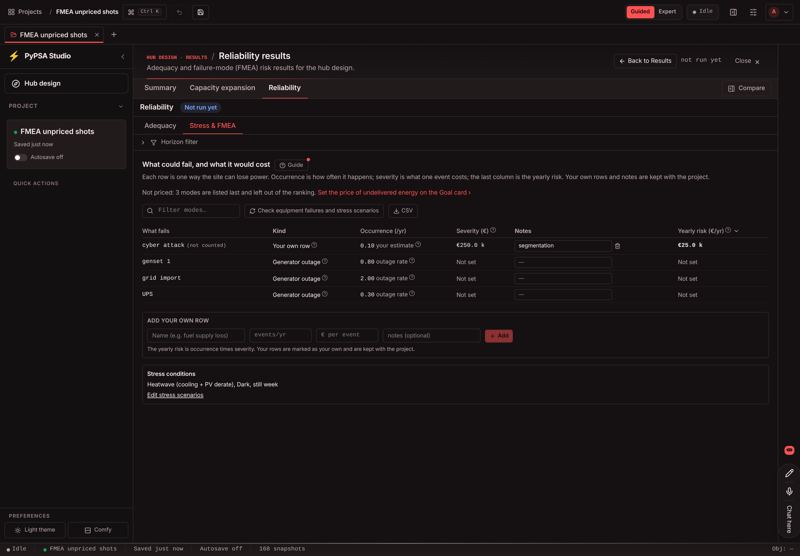 Projects / FMEA unpriced shots ⌘ Ctrl K Guided Expert Idle A
FMEA unpriced shots × +
PyPSA Studio
Hub design
PROJECT
FMEA unpriced shots
Saved just now
Autosave off
QUICK ACTIONS
HUB DESIGN · RESULTS / Reliability results
Adequacy and failure-mode (FMEA) risk results for the hub design.
← Back to Results not run yet Close ×
Summary Capacity expansion Reliability Compare
Reliability Not run yet
Adequacy Stress & FMEA
› Horizon filter
What could fail, and what it would cost Guide
Each row is one way the site can lose power. Occurrence is how often it happens; severity is what one event costs; the last column is the yearly risk. Your own rows and notes are kept with the project.
Not priced: 3 modes are listed last and left out of the ranking. Set the price of undelivered energy on the Goal card ›
Filter modes… Check equipment failures and stress scenarios CSV
What fails Kind Occurrence (/yr) Severity (€) ? Notes Yearly risk (€/yr) ?
cyber attack (not counted) Your own row ? 0.10 your estimate ? €250.0 k segmentation €25.0 k
genset 1 Generator outage ? 0.80 outage rate ? Not set — Not set
grid import Generator outage ? 2.00 outage rate ? Not set — Not set
UPS Generator outage ? 0.30 outage rate ? Not set — Not set
ADD YOUR OWN ROW
Name (e.g. fuel supply loss) events/yr € per event notes (optional) + Add
The yearly risk is occurrence times severity. Your rows are marked as your own and are kept with the project.
Stress conditions
Heatwave (cooling + PV derate), Dark, still week
Edit stress scenarios
Chat here
PREFERENCES
Light theme Comfy
Idle FMEA unpriced shots Saved just now Autosave off 168 snapshots Obj: —